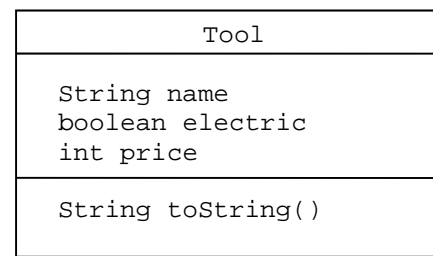 Tool
String name
boolean electric
int price
String toString()